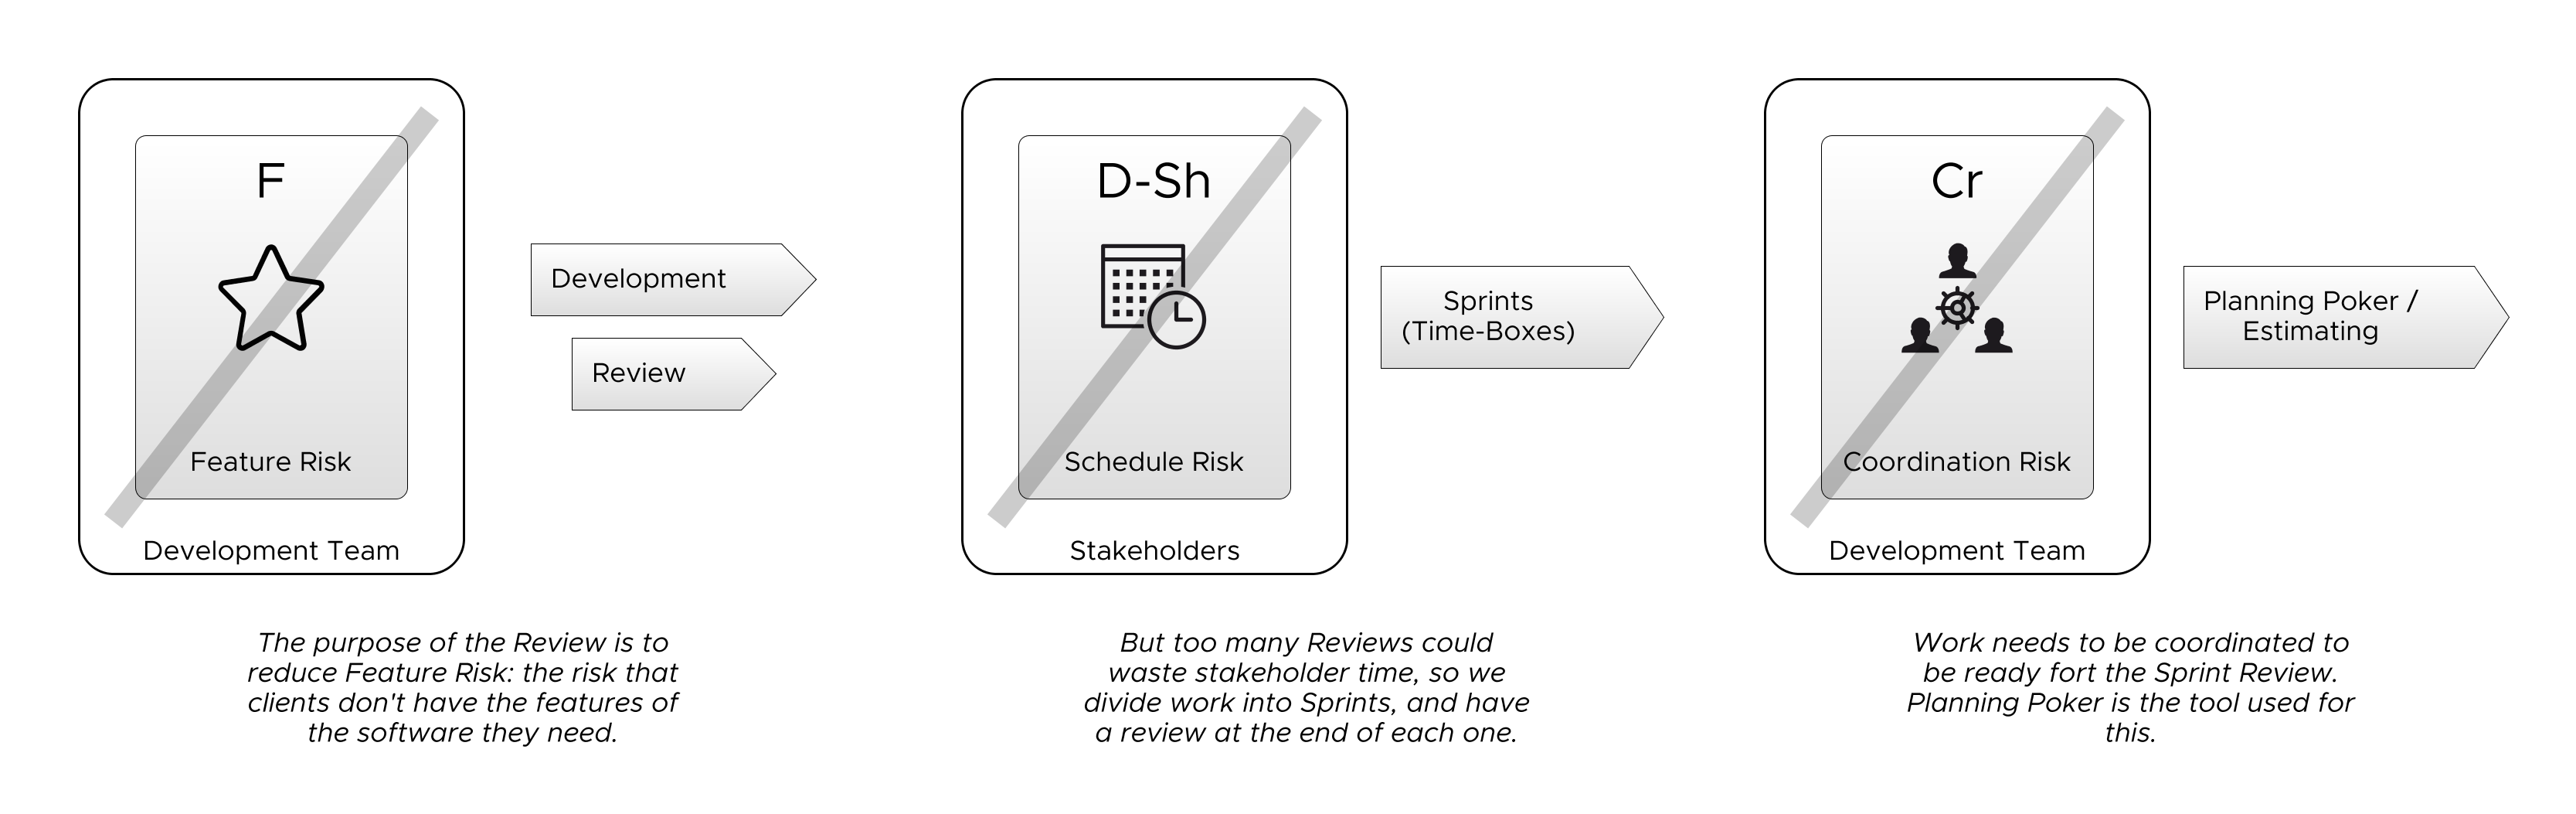 F
Feature Risk
Development Team
Development
Review
D-Sh
Schedule Risk
Stakeholders
Sprints
(Time-Boxes)
Cr
Coordination Risk
Development Team
Planning Poker /
Estimating
The purpose of the Review is to
reduce Feature Risk: the risk that
clients don't have the features of
the software they need.
But too many Reviews could
waste stakeholder time, so we
divide work into Sprints, and have
a review at the end of each one.
Work needs to be coordinated to
be ready fort the Sprint Review.
Planning Poker is the tool used for
this.